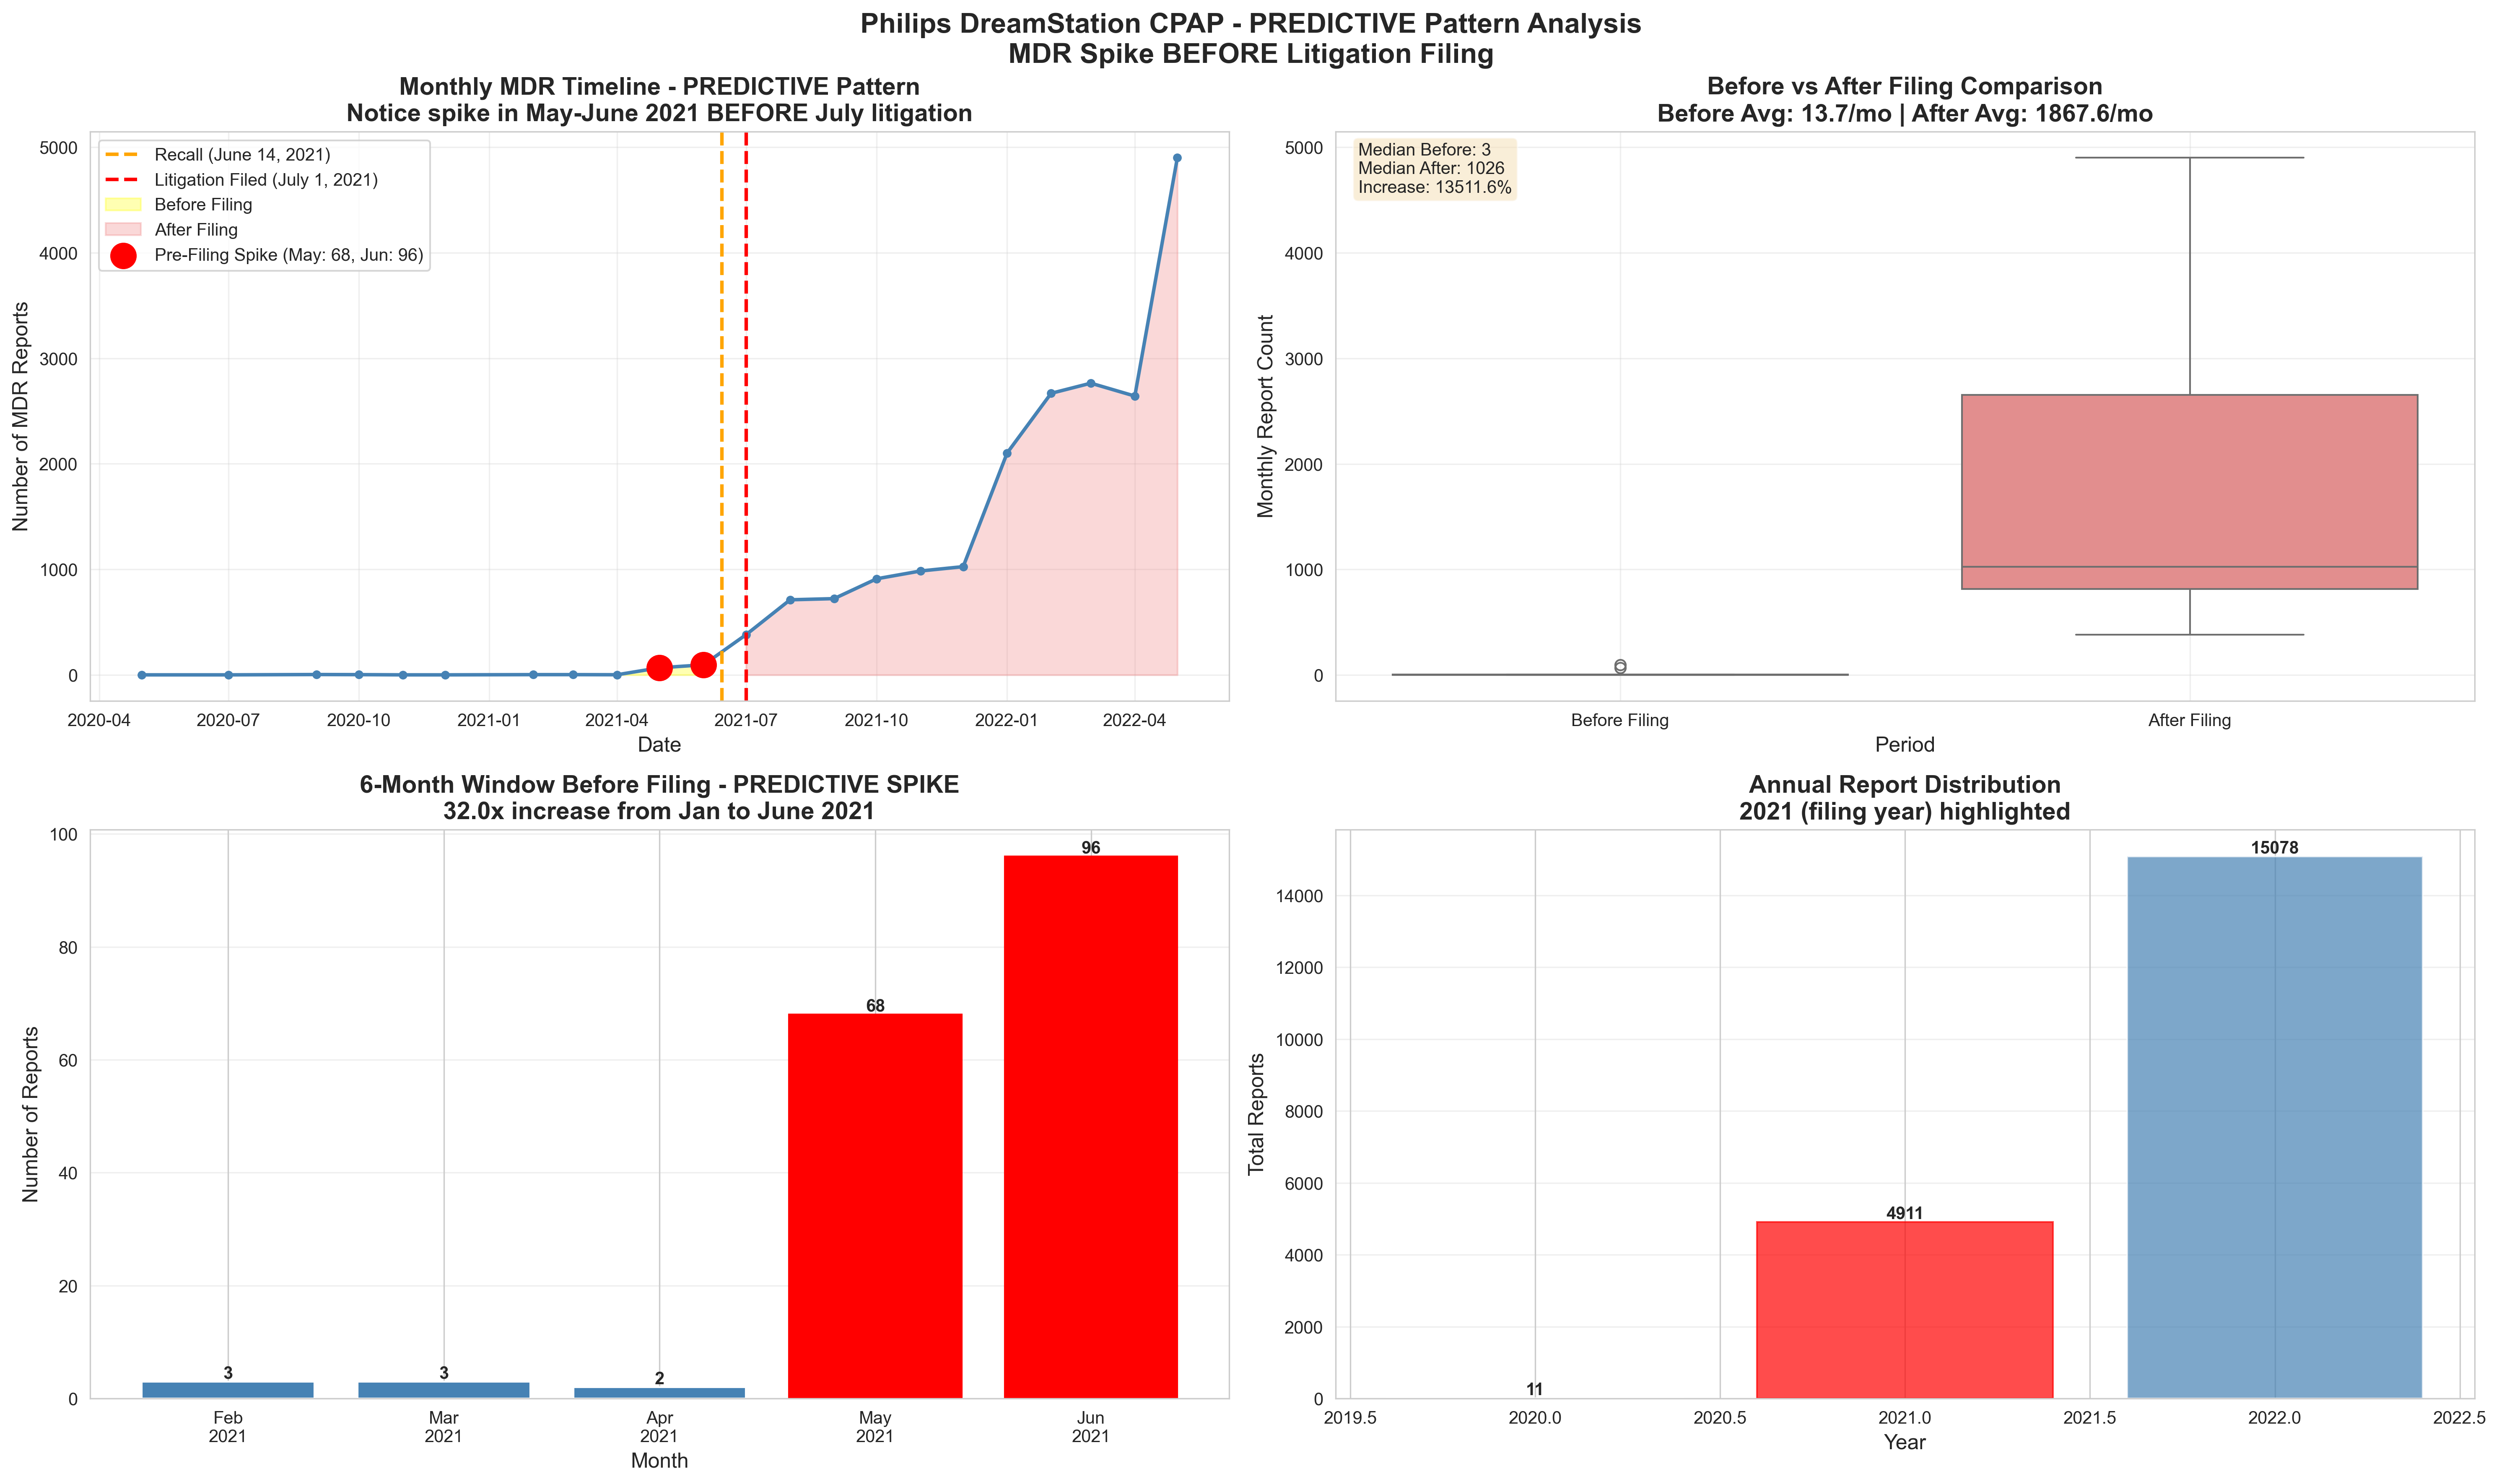 Philips DreamStation CPAP - PREDICTIVE Pattern Analysis
MDR Spike BEFORE Litigation Filing
Monthly MDR Timeline - PREDICTIVE Pattern
Notice spike in May-June 2021 BEFORE July litigation
Number of MDR Reports
5000
4000
3000
2000
1000
0
Recall (June 14, 2021)
Litigation Filed (July 1, 2021)
Before Filing
After Filing
Pre-Filing Spike (May: 68, Jun: 96)
2020-04 2020-07 2020-10 2021-01 2021-04 2021-07 2021-10 2022-01 2022-04
Date
Before vs After Filing Comparison
Before Avg: 13.7/mo | After Avg: 1867.6/mo
Monthly Report Count
5000
4000
3000
2000
1000
0
Median Before: 3
Median After: 1026
Increase: 13511.6%
Before Filing After Filing
Period
6-Month Window Before Filing - PREDICTIVE SPIKE
32.0x increase from Jan to June 2021
Number of Reports
100
80
60
40
20
0
3 3 2 68 96
Feb Mar Apr May Jun
2021 2021 2021 2021 2021
Month
Annual Report Distribution
2021 (filing year) highlighted
Total Reports
14000
12000
10000
8000
6000
4000
2000
0
11 4911 15078
2019.5 2020.0 2020.5 2021.0 2021.5 2022.0 2022.5
Year